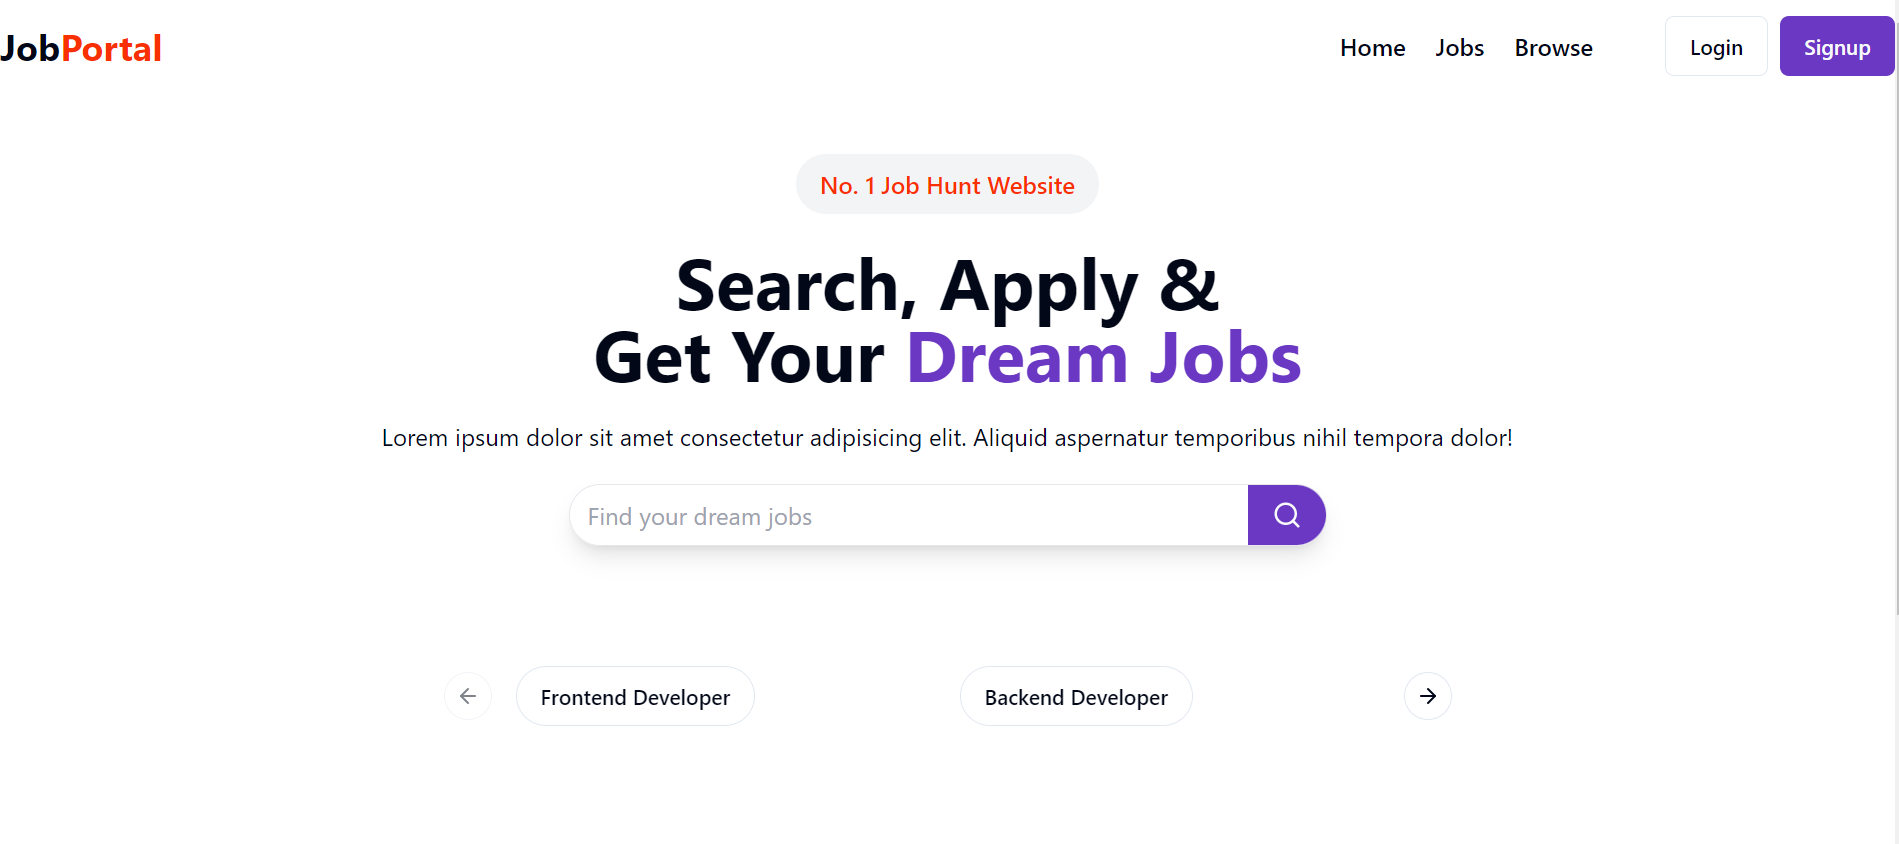 JobPortal
Home Jobs Browse Login Signup
No. 1 Job Hunt Website
Search, Apply &
Get Your Dream Jobs
Lorem ipsum dolor sit amet consectetur adipisicing elit. Aliquid aspernatur temporibus nihil tempora dolor!
Find your dream jobs
Frontend Developer
Backend Developer